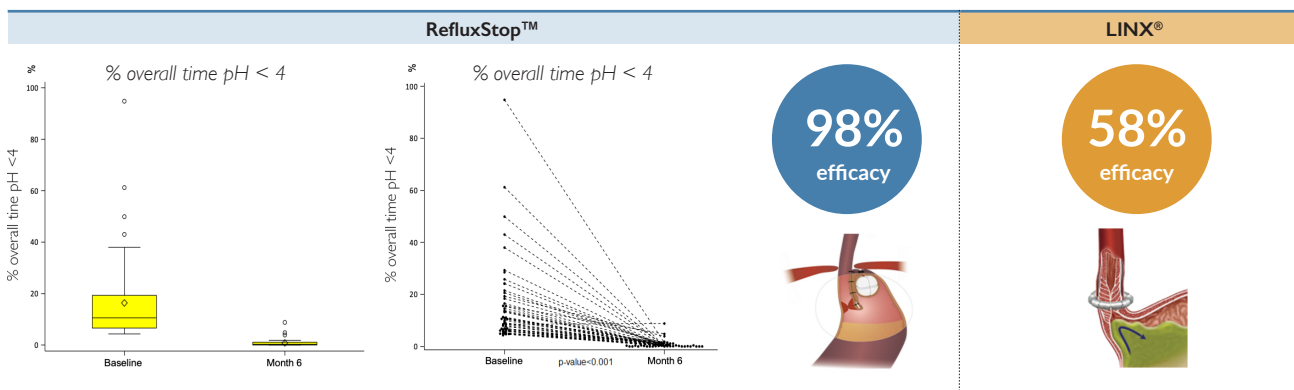 RefluxStop™
LINX®
%
% overall time pH < 4
% overall tine pH <4
100
80
60
40
20
0
Baseline
Month 6
%
% overall time pH < 4
% overall time pH <4
100
80
60
40
20
0
Baseline
p-value<0.001
Month 6
98%
efficacy
58%
efficacy